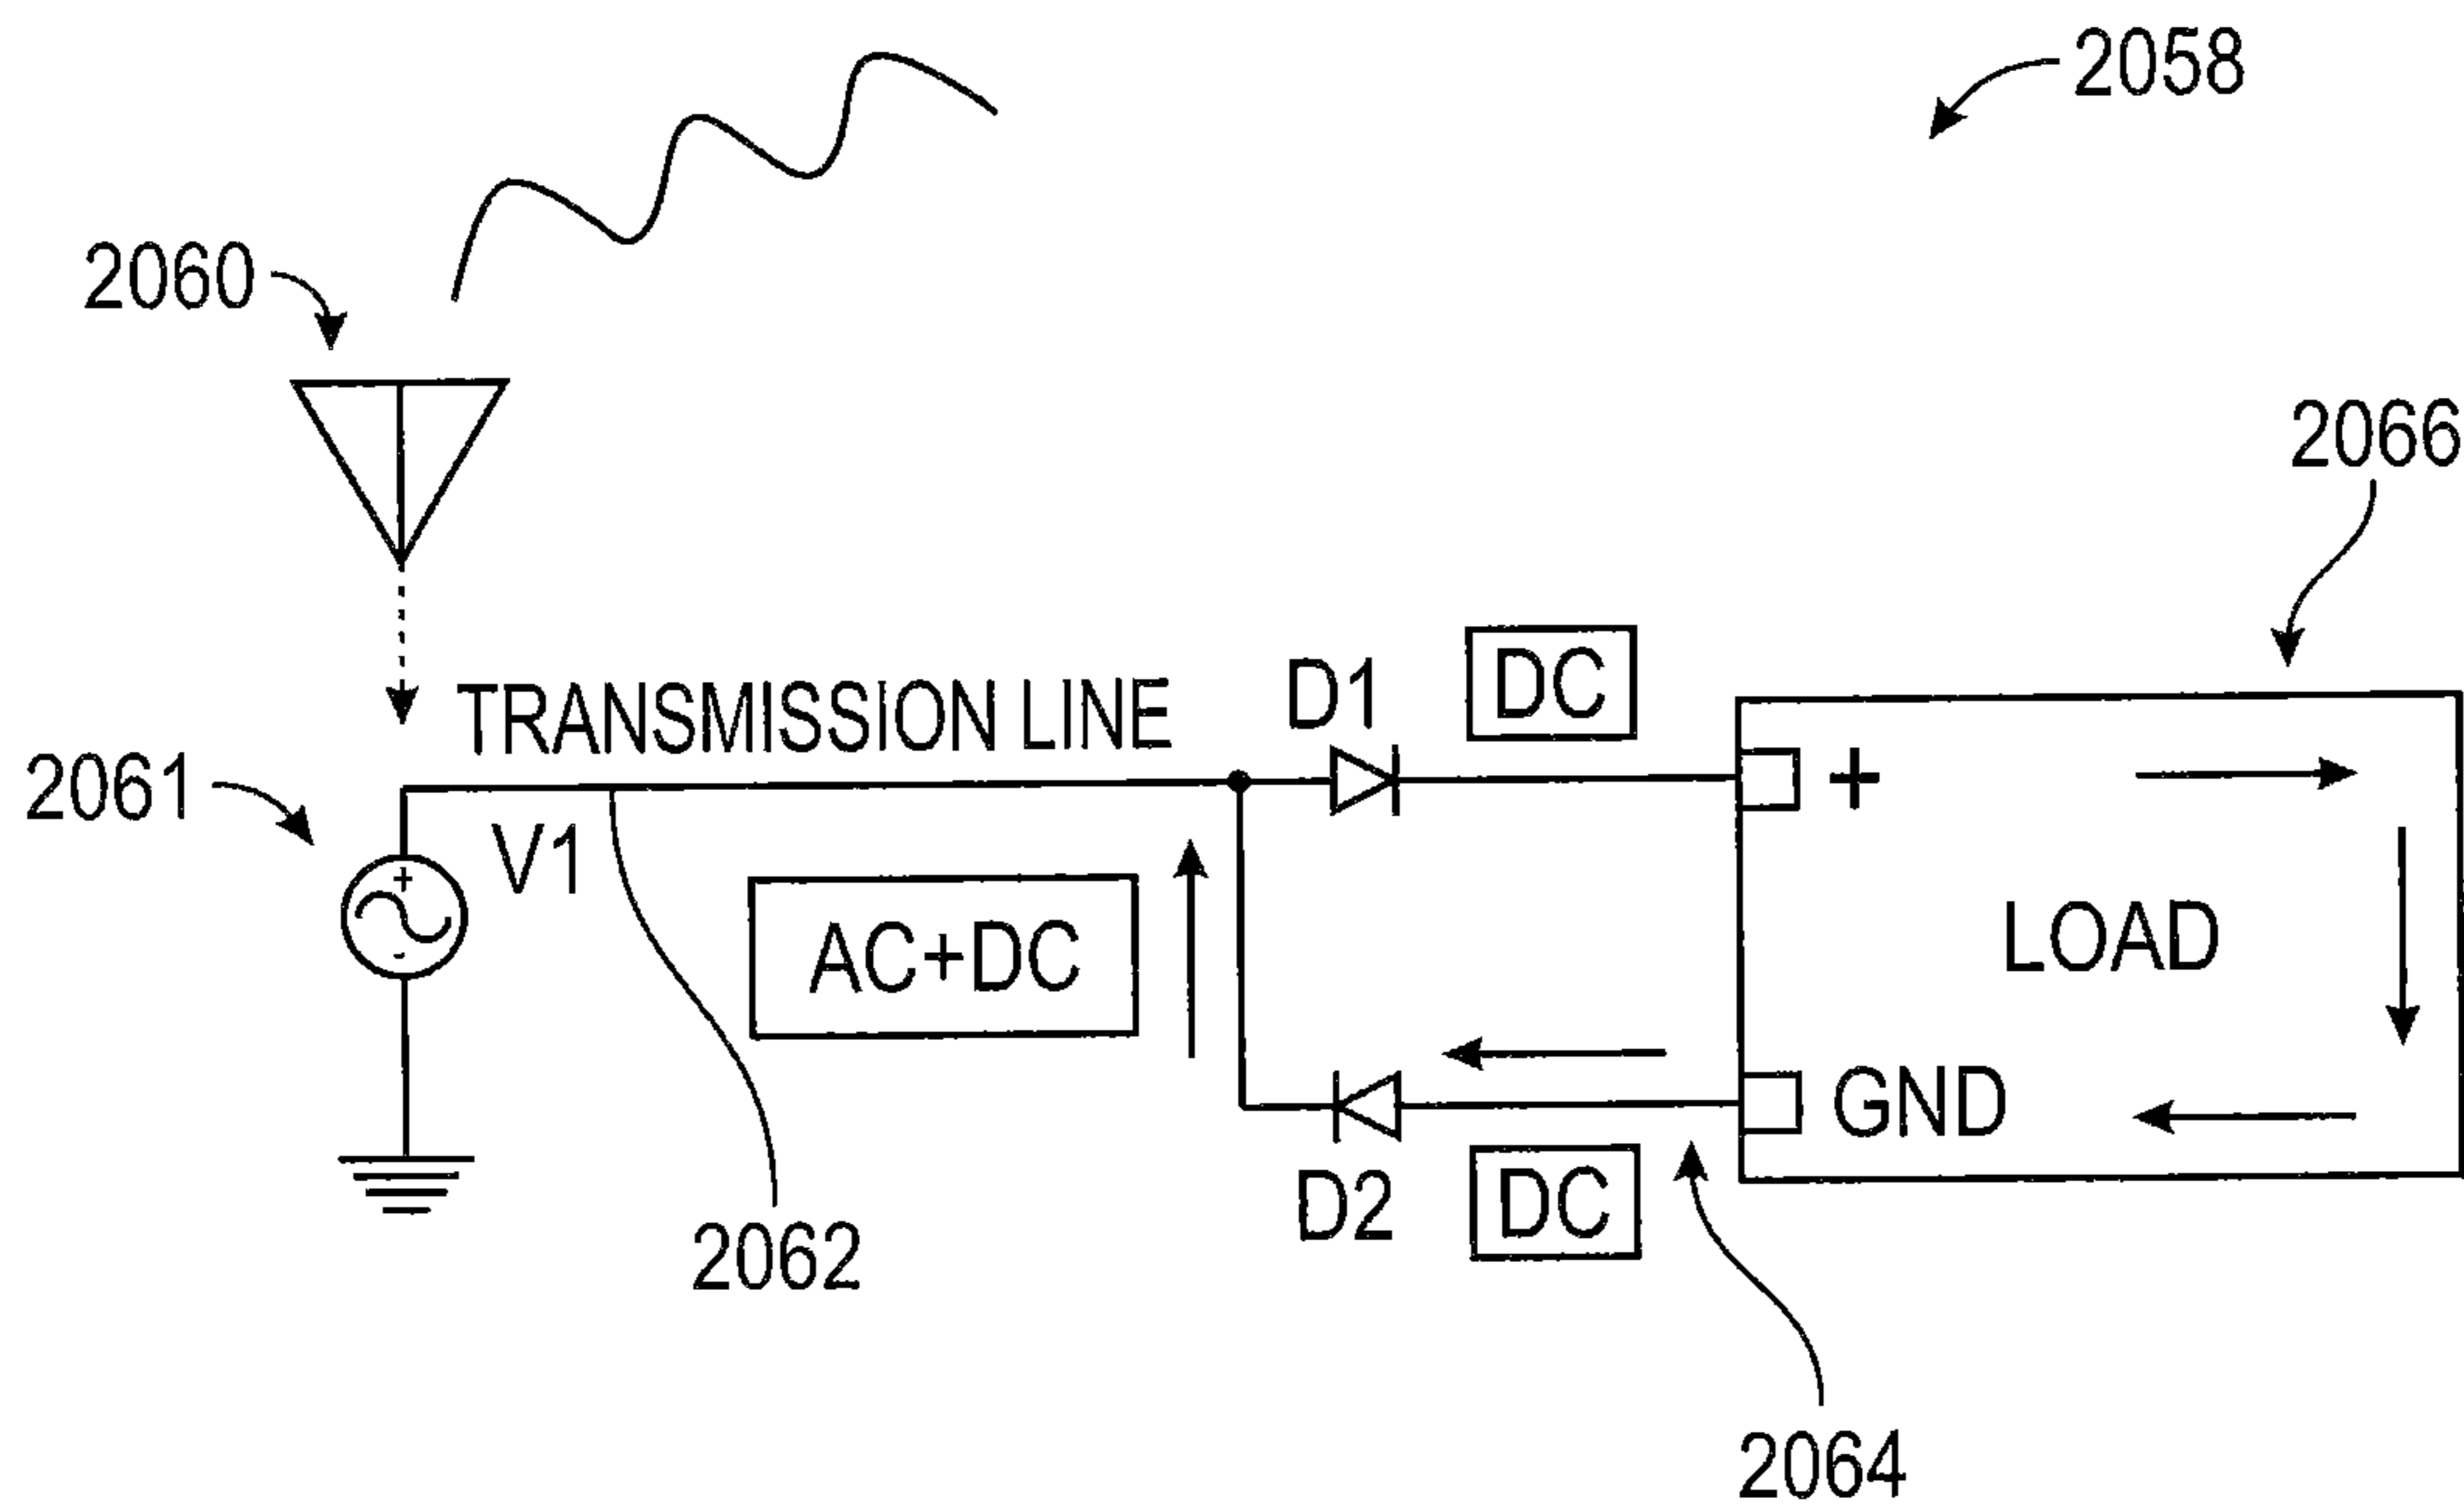 2058
2060
2066
TRANSMISSION LINE
D1
DC
2061
V1
+
+
-
AC+DC
LOAD
GND
D2
DC
2062
2064